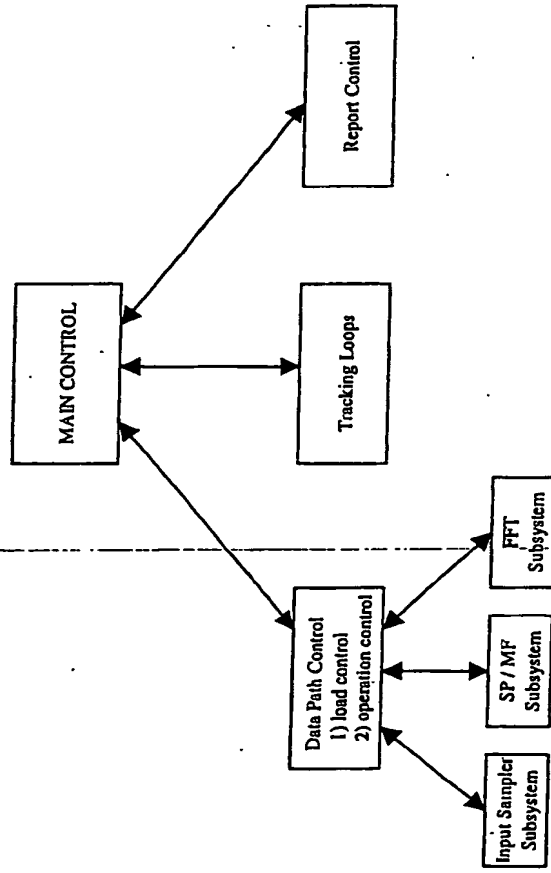 MAIN CONTROL
Data Path Control
1) load control
2) operation control
Tracking Loops
Report Control
Input Sampler
Subsystem
SP / MF
Subsystem
FFT
Subsystem